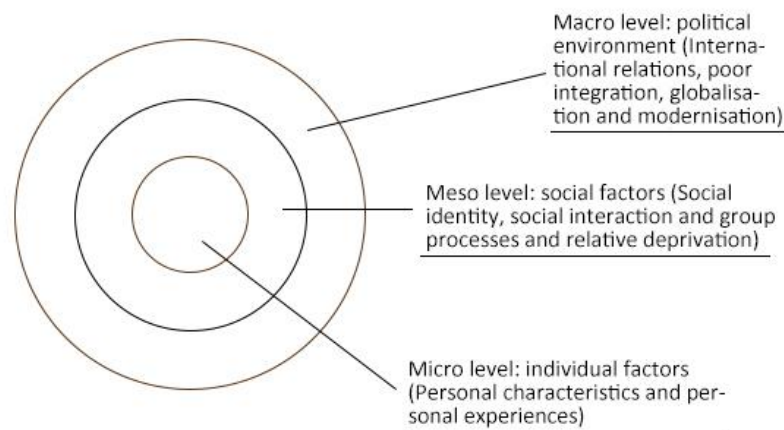 Macro level: political
environment (Interna-
tional relations, poor
integration, globalisa-
tion and modernisation)
Meso level: social factors (Social
identity, social interaction and group
processes and relative deprivation)
Micro level: individual factors
(Personal characteristics and per-
sonal experiences)